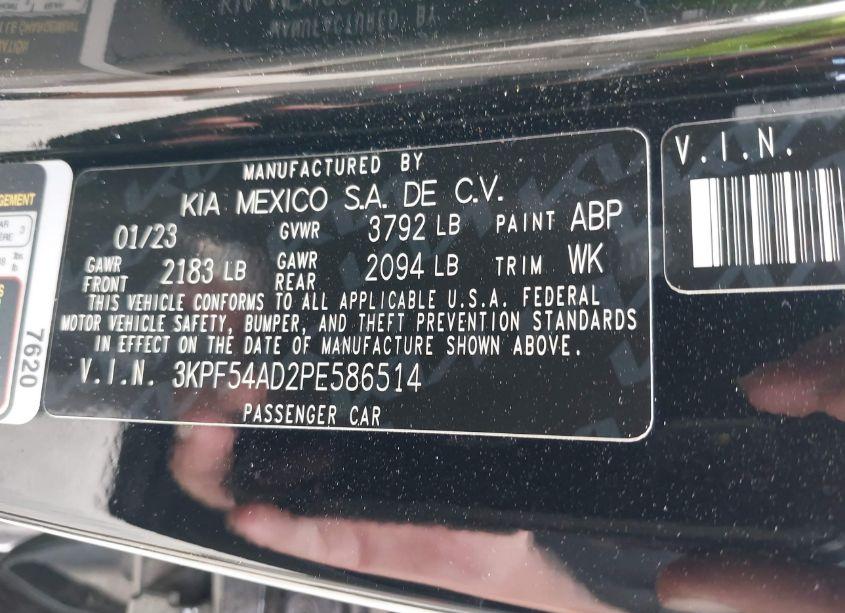 MANUFACTURED BY
KIA MEXICO S.A. DE C.V.
01/23 GVWR 3792 LB PAINT ABP
GAWR FRONT 2183 LB GAWR REAR 2094 LB TRIM WK
THIS VEHICLE CONFORMS TO ALL APPLICABLE U.S.A. FEDERAL
MOTOR VEHICLE SAFETY, BUMPER, AND THEFT PREVENTION STANDARDS
IN EFFECT ON THE DATE OF MANUFACTURE SHOWN ABOVE.
V.I.N. 3KPF54AD2PE586514
PASSENGER CAR
V.I.N.
7620